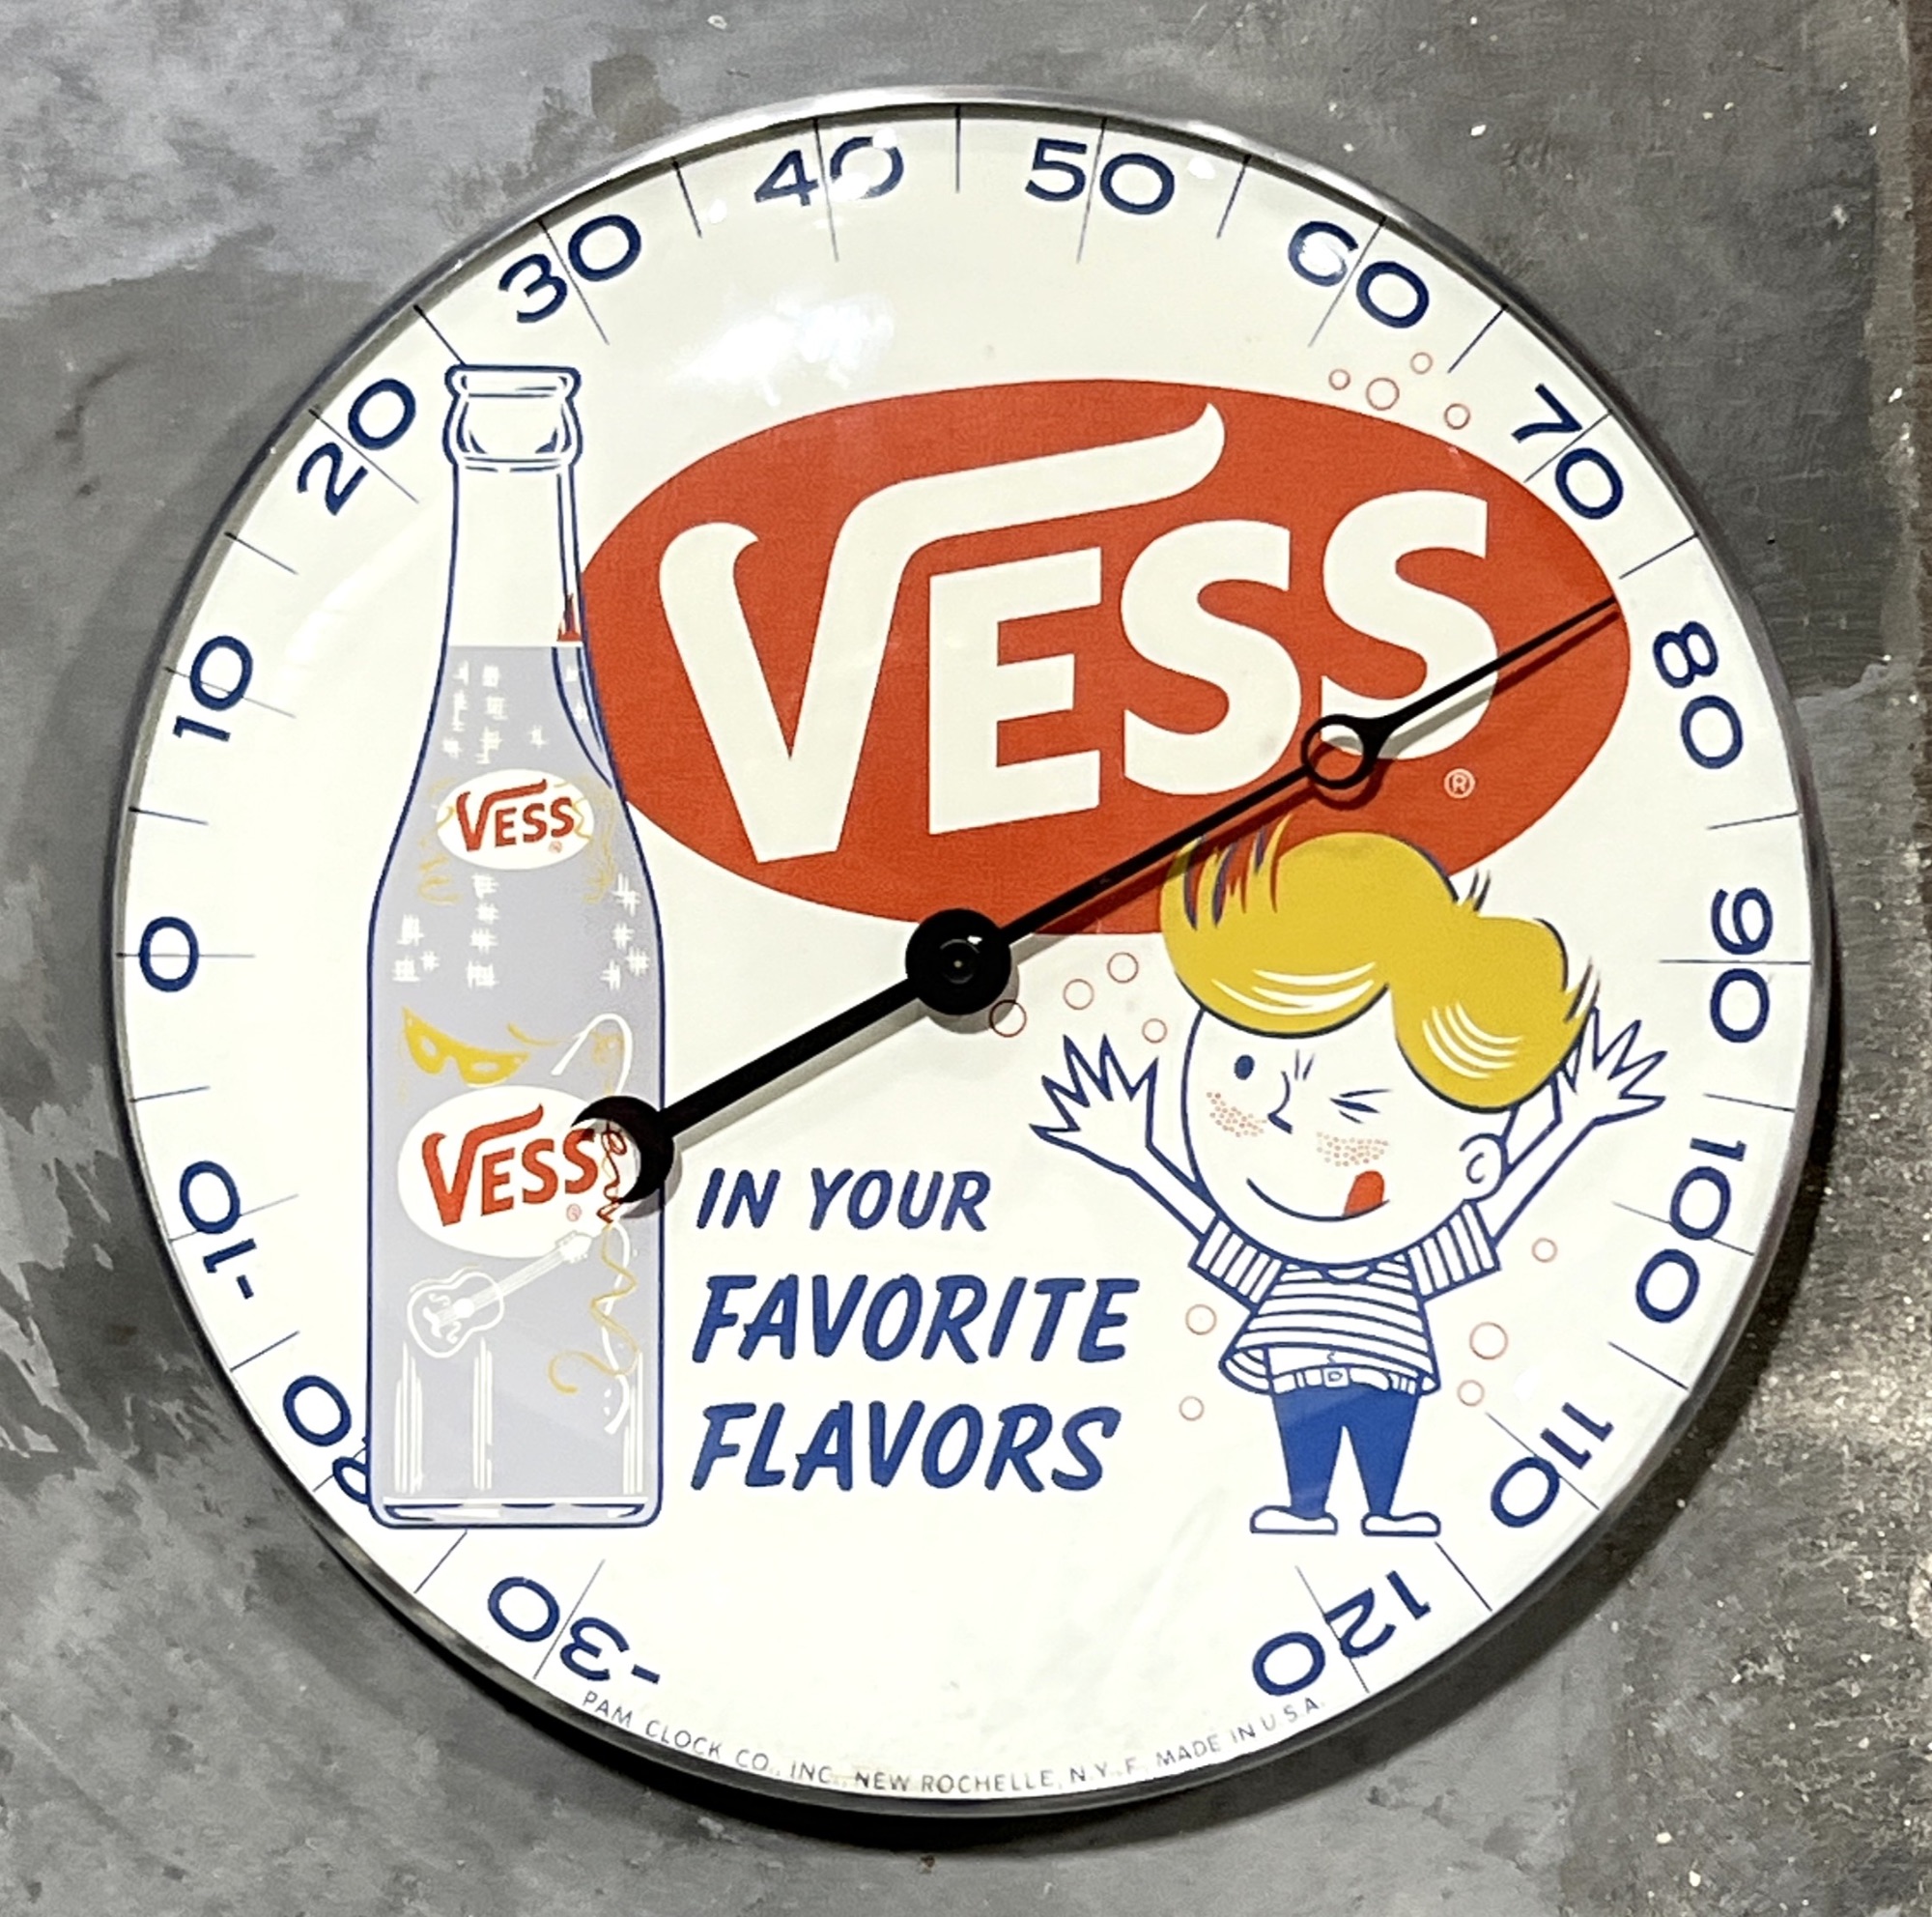 -30
-20
-10
0
10
20
30
40
50
60
70
80
90
100
110
120
VESS
®
VESS
®
VESS
®
IN YOUR
FAVORITE
FLAVORS
PAM CLOCK CO., INC., NEW ROCHELLE, N.Y. F. MADE IN U.S.A.